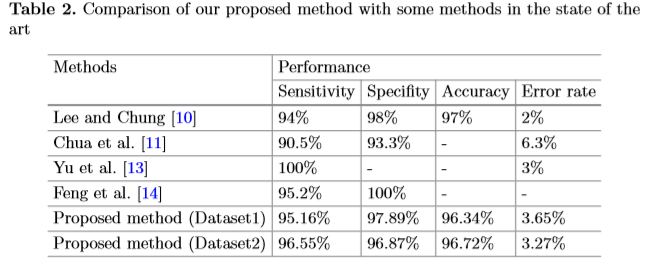 Table 2. Comparison of our proposed method with some methods in the state of the
art
Methods Performance
Sensitivity Specifity Accuracy Error rate
Lee and Chung [10] 94% 98% 97% 2%
Chua et al. [11] 90.5% 93.3% - 6.3%
Yu et al. [13] 100% - - 3%
Feng et al. [14] 95.2% 100% - -
Proposed method (Dataset1) 95.16% 97.89% 96.34% 3.65%
Proposed method (Dataset2) 96.55% 96.87% 96.72% 3.27%